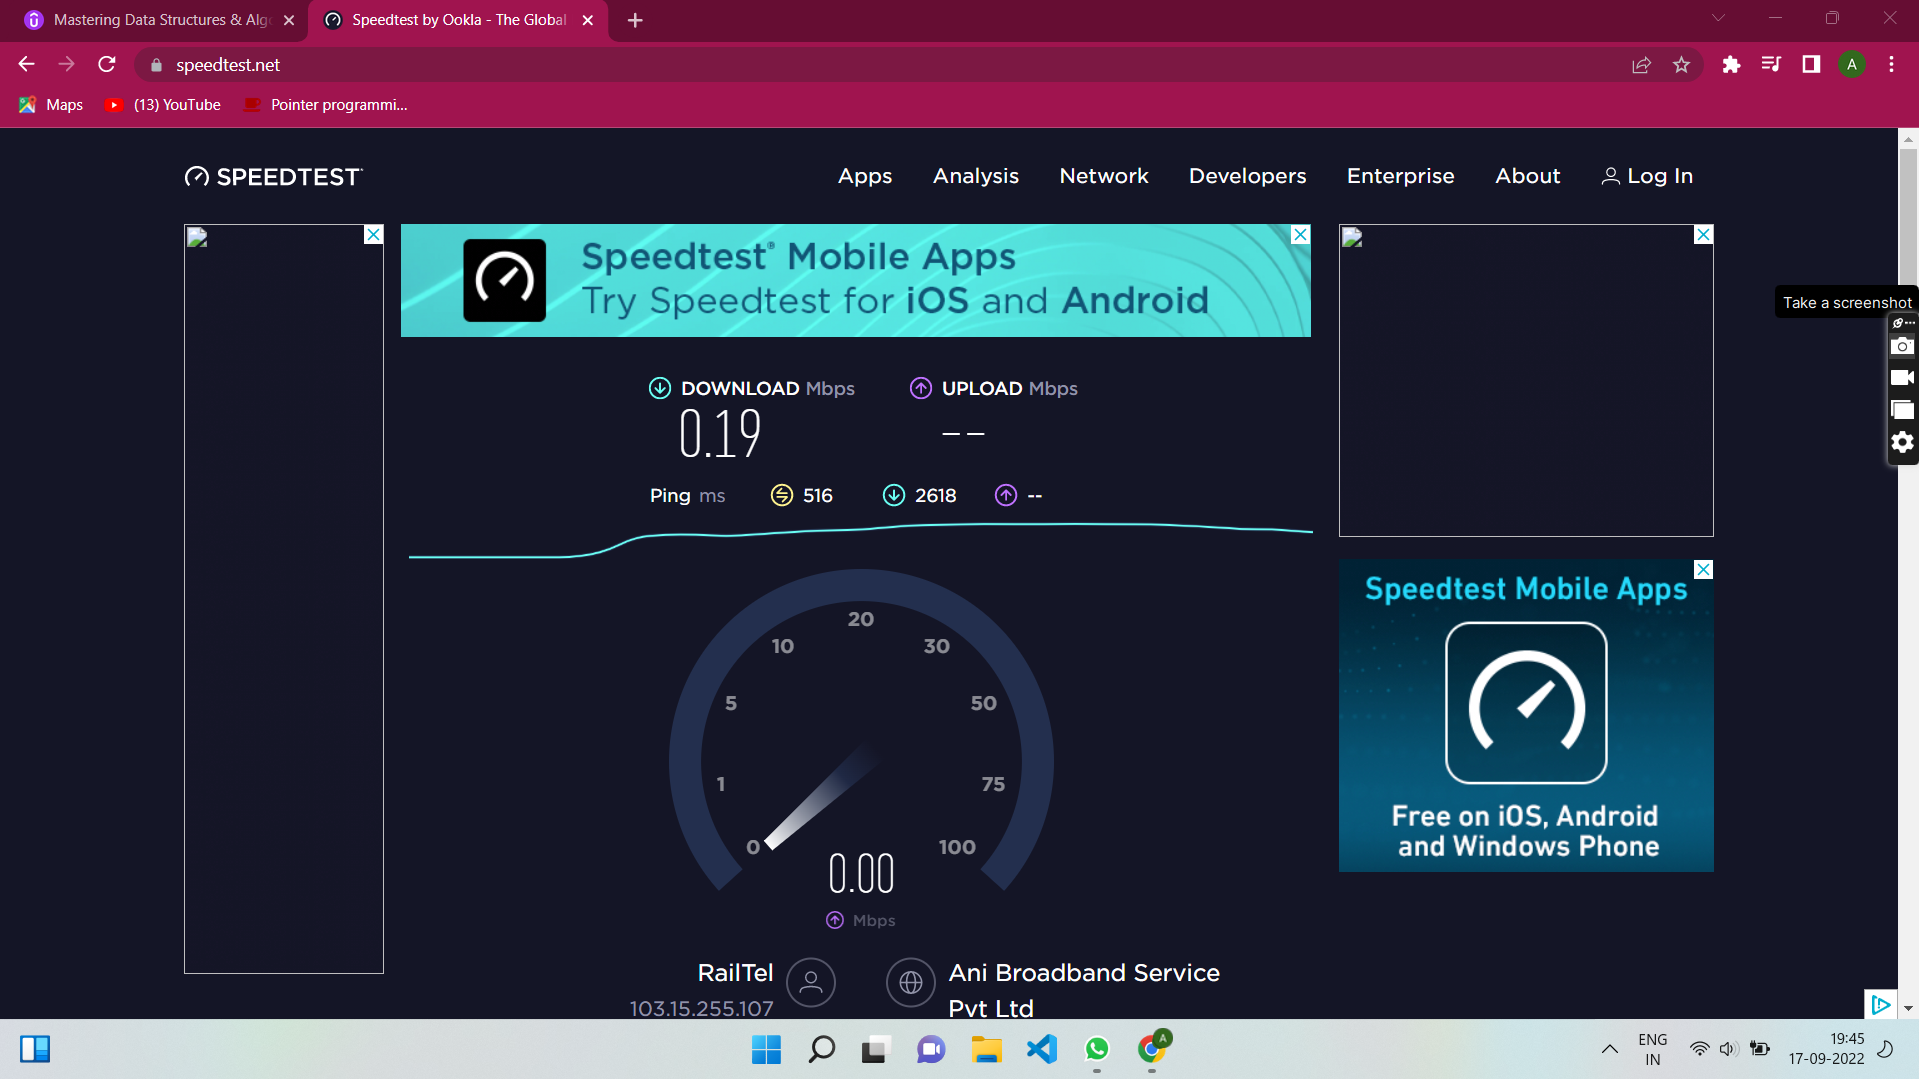 Mastering Data Structures & Algo
Speedtest by Ookla - The Global
speedtest.net
A
Maps
(13) YouTube
Pointer programmi...
SPEEDTEST
Apps
Analysis
Network
Developers
Enterprise
About
Log In
Speedtest® Mobile Apps
Try Speedtest for iOS and Android
Take a screenshot
DOWNLOAD Mbps
0.19
UPLOAD Mbps
– –
Ping ms
516
2618
--
0
1
5
10
20
30
50
75
100
0.00
Mbps
Speedtest Mobile Apps
Free on iOS, Android
and Windows Phone
RailTel
103.15.255.107
Ani Broadband Service
Pvt Ltd
A
ENG
IN
19:45
17-09-2022